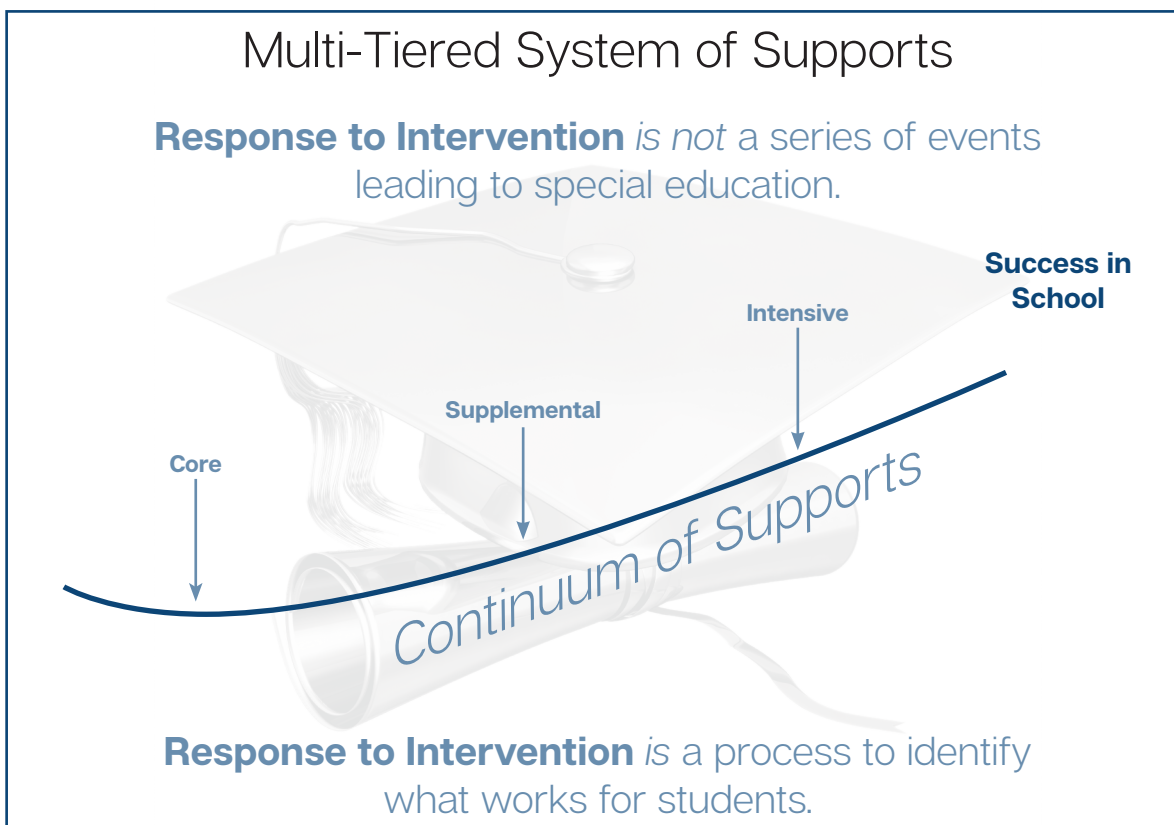 Multi-Tiered System of Supports
Response to Intervention is not a series of events
leading to special education.
Success in
School
Intensive
Supplemental
Core
Continuum of Supports
Response to Intervention is a process to identify
what works for students.